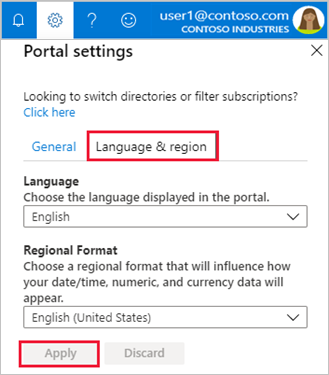 user1@contoso.com
CONTOSO INDUSTRIES
Portal settings
Looking to switch directories or filter subscriptions?
Click here
General
Language & region
Language
Choose the language displayed in the portal.
English
Regional Format
Choose a regional format that will influence how
your date/time, numeric, and currency data will
appear.
English (United States)
Apply
Discard